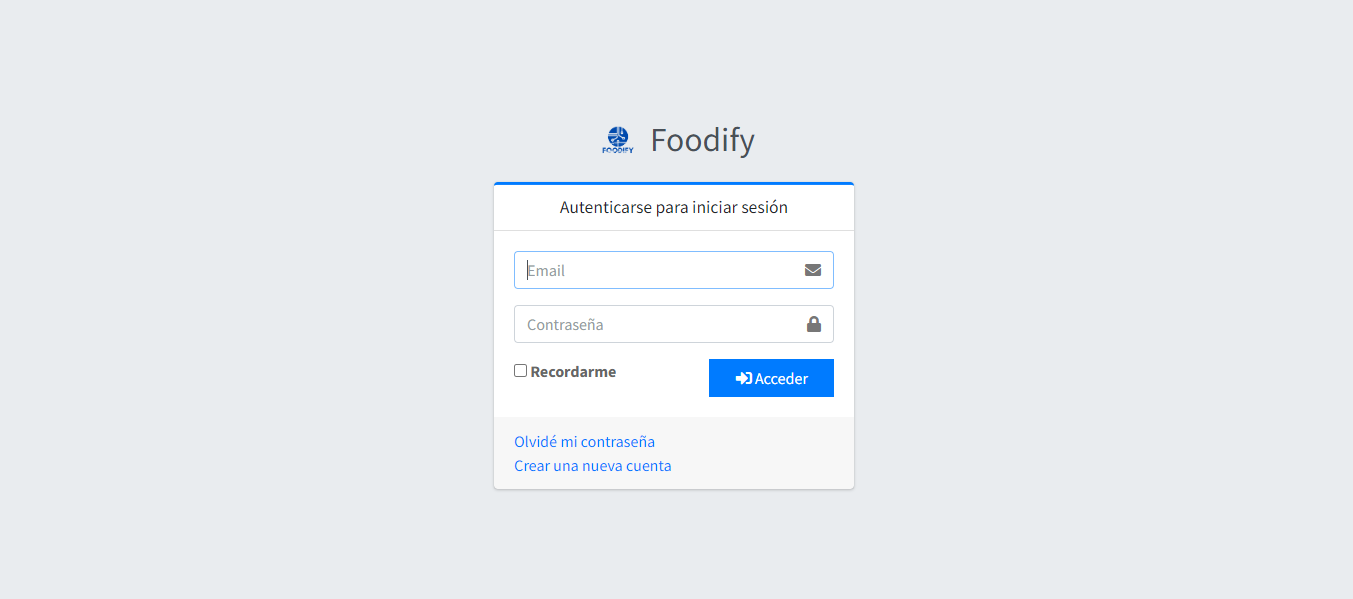 FOODIFY
Foodify
Autenticarse para iniciar sesión
Email
Contraseña
Recordarme
Acceder
Olvidé mi contraseña
Crear una nueva cuenta